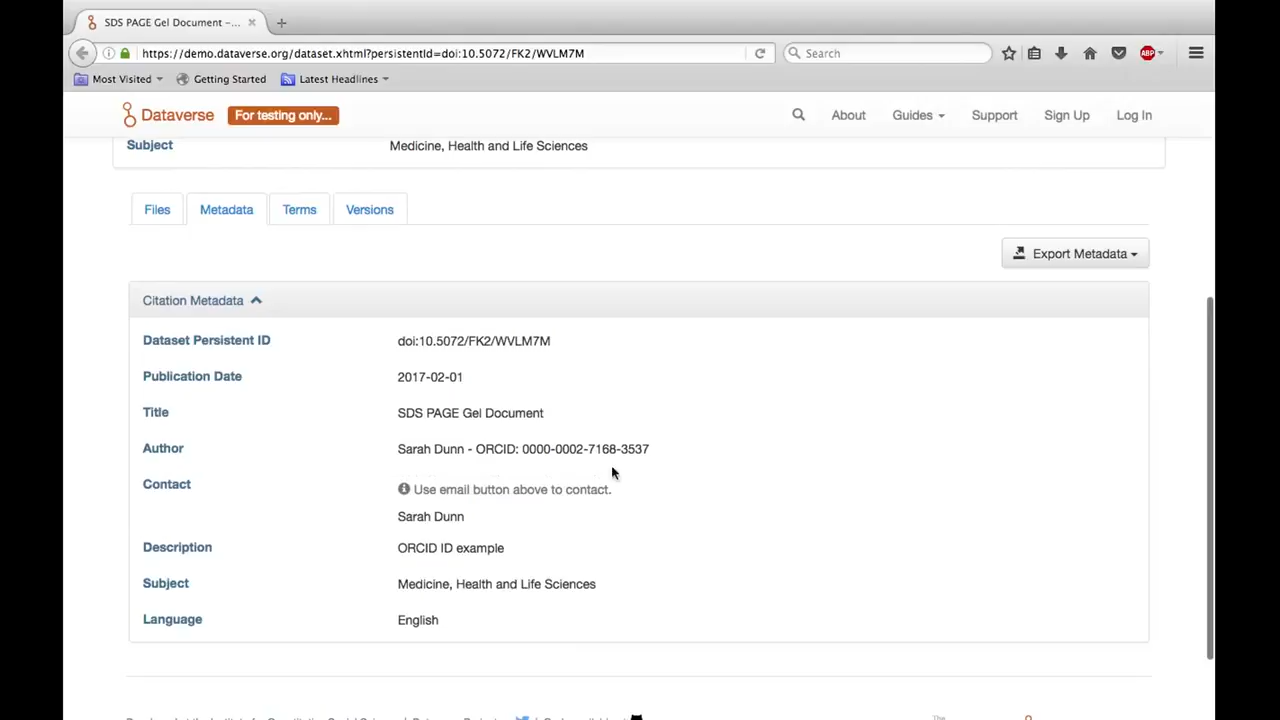 SDS PAGE Gel Document –...
https://demo.dataverse.org/dataset.xhtml?persistentId=doi:10.5072/FK2/WVLM7M
Search
ABP
Most Visited
Getting Started
Latest Headlines
Dataverse
For testing only...
About
Guides
Support
Sign Up
Log In
Subject
Medicine, Health and Life Sciences
Files
Metadata
Terms
Versions
Export Metadata
Citation Metadata
Dataset Persistent ID
doi:10.5072/FK2/WVLM7M
Publication Date
2017-02-01
Title
SDS PAGE Gel Document
Author
Sarah Dunn - ORCID: 0000-0002-7168-3537
Contact
Use email button above to contact.
Sarah Dunn
Description
ORCID ID example
Subject
Medicine, Health and Life Sciences
Language
English